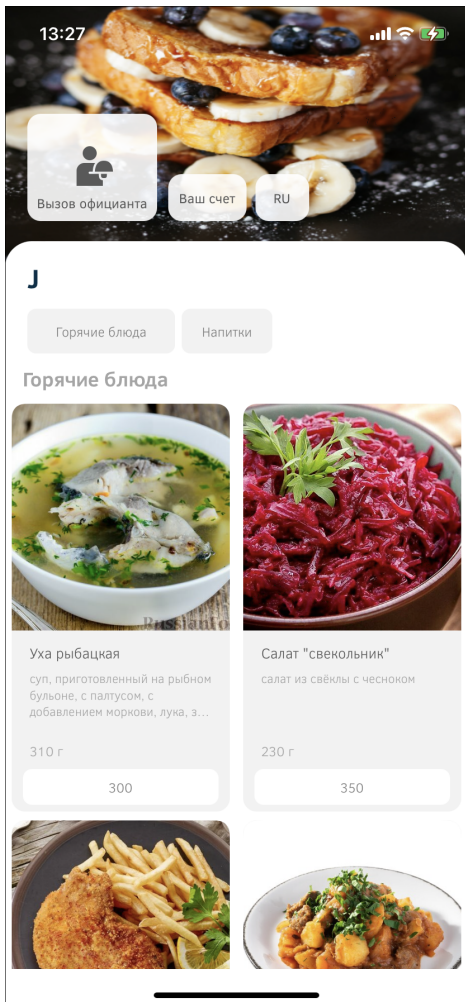 13:27
Вызов официанта
Ваш счет
RU
J
Горячие блюда
Напитки
Горячие блюда
Уха рыбацкая
суп, приготовленный на рыбном
бульоне, с палтусом, с
добавлением моркови, лука, з...
310 г
300
Салат "свекольник"
салат из свёклы с чесноком
230 г
350